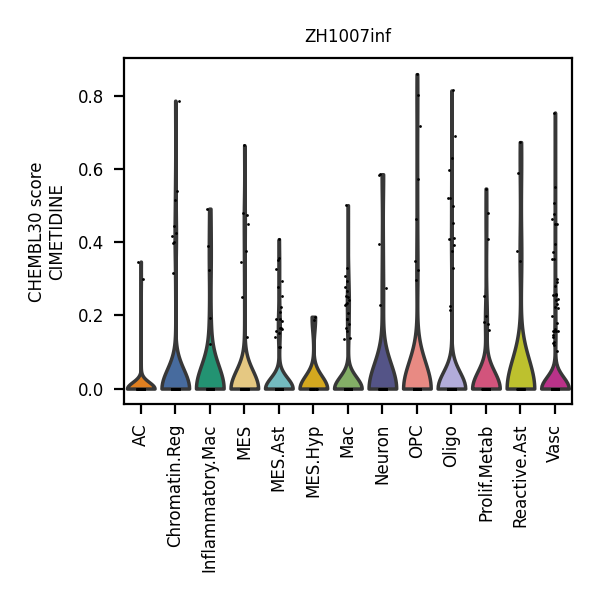 ZH1007inf
CHEMBL30 score
CIMETIDINE
0.8
0.6
0.4
0.2
0.0
AC
Chromatin.Reg
Inflammatory.Mac
MES
MES.Ast
MES.Hyp
Mac
Neuron
OPC
Oligo
Prolif.Metab
Reactive.Ast
Vasc